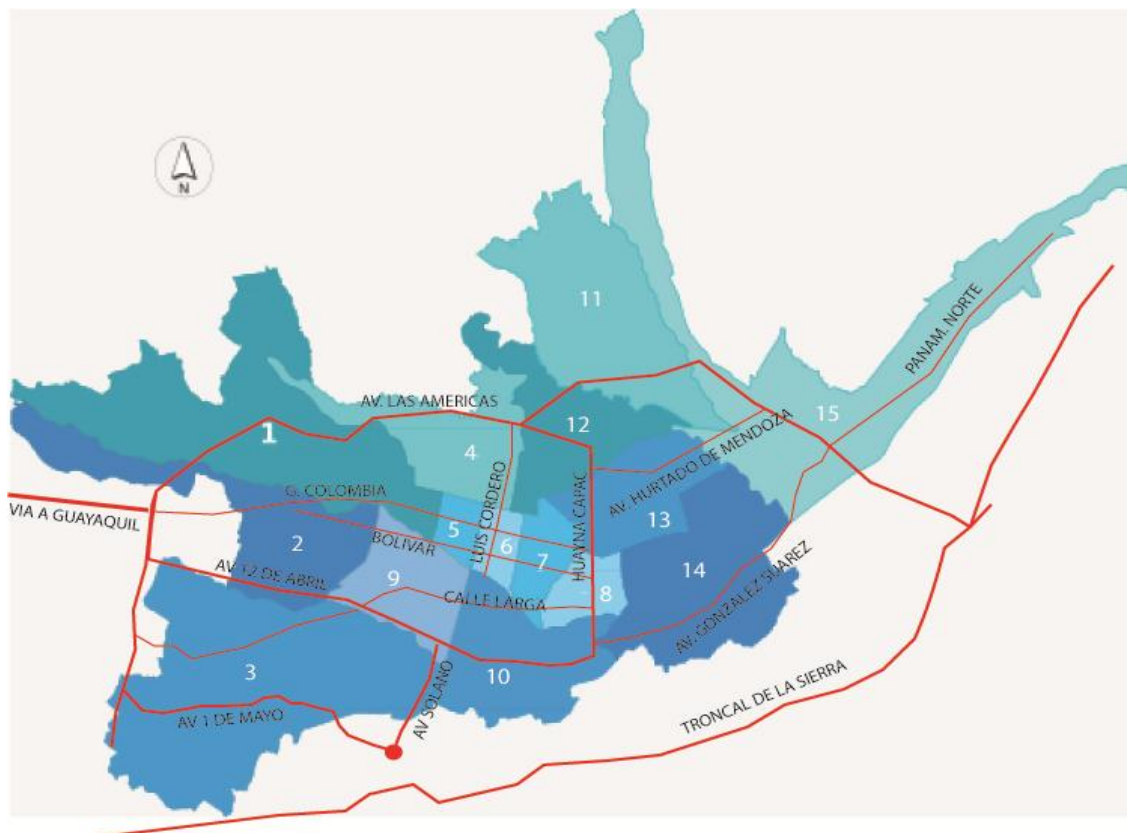 N
11
PANAM. NORTE
AV. LAS AMERICAS
1
12
15
4
AV. HURTADO DE MENDOZA
LUIS CORDERO
HUAYNA CAPAC
G. COLOMBIA
VIA A GUAYAQUIL
5
13
2
BOLIVAR
6
7
14
AV 12 DE ABRIL
9
CALLE LARGA
8
AV. GONZALEZ SUAREZ
3
10
AV SOLANO
AV 1 DE MAYO
TRONCAL DE LA SIERRA